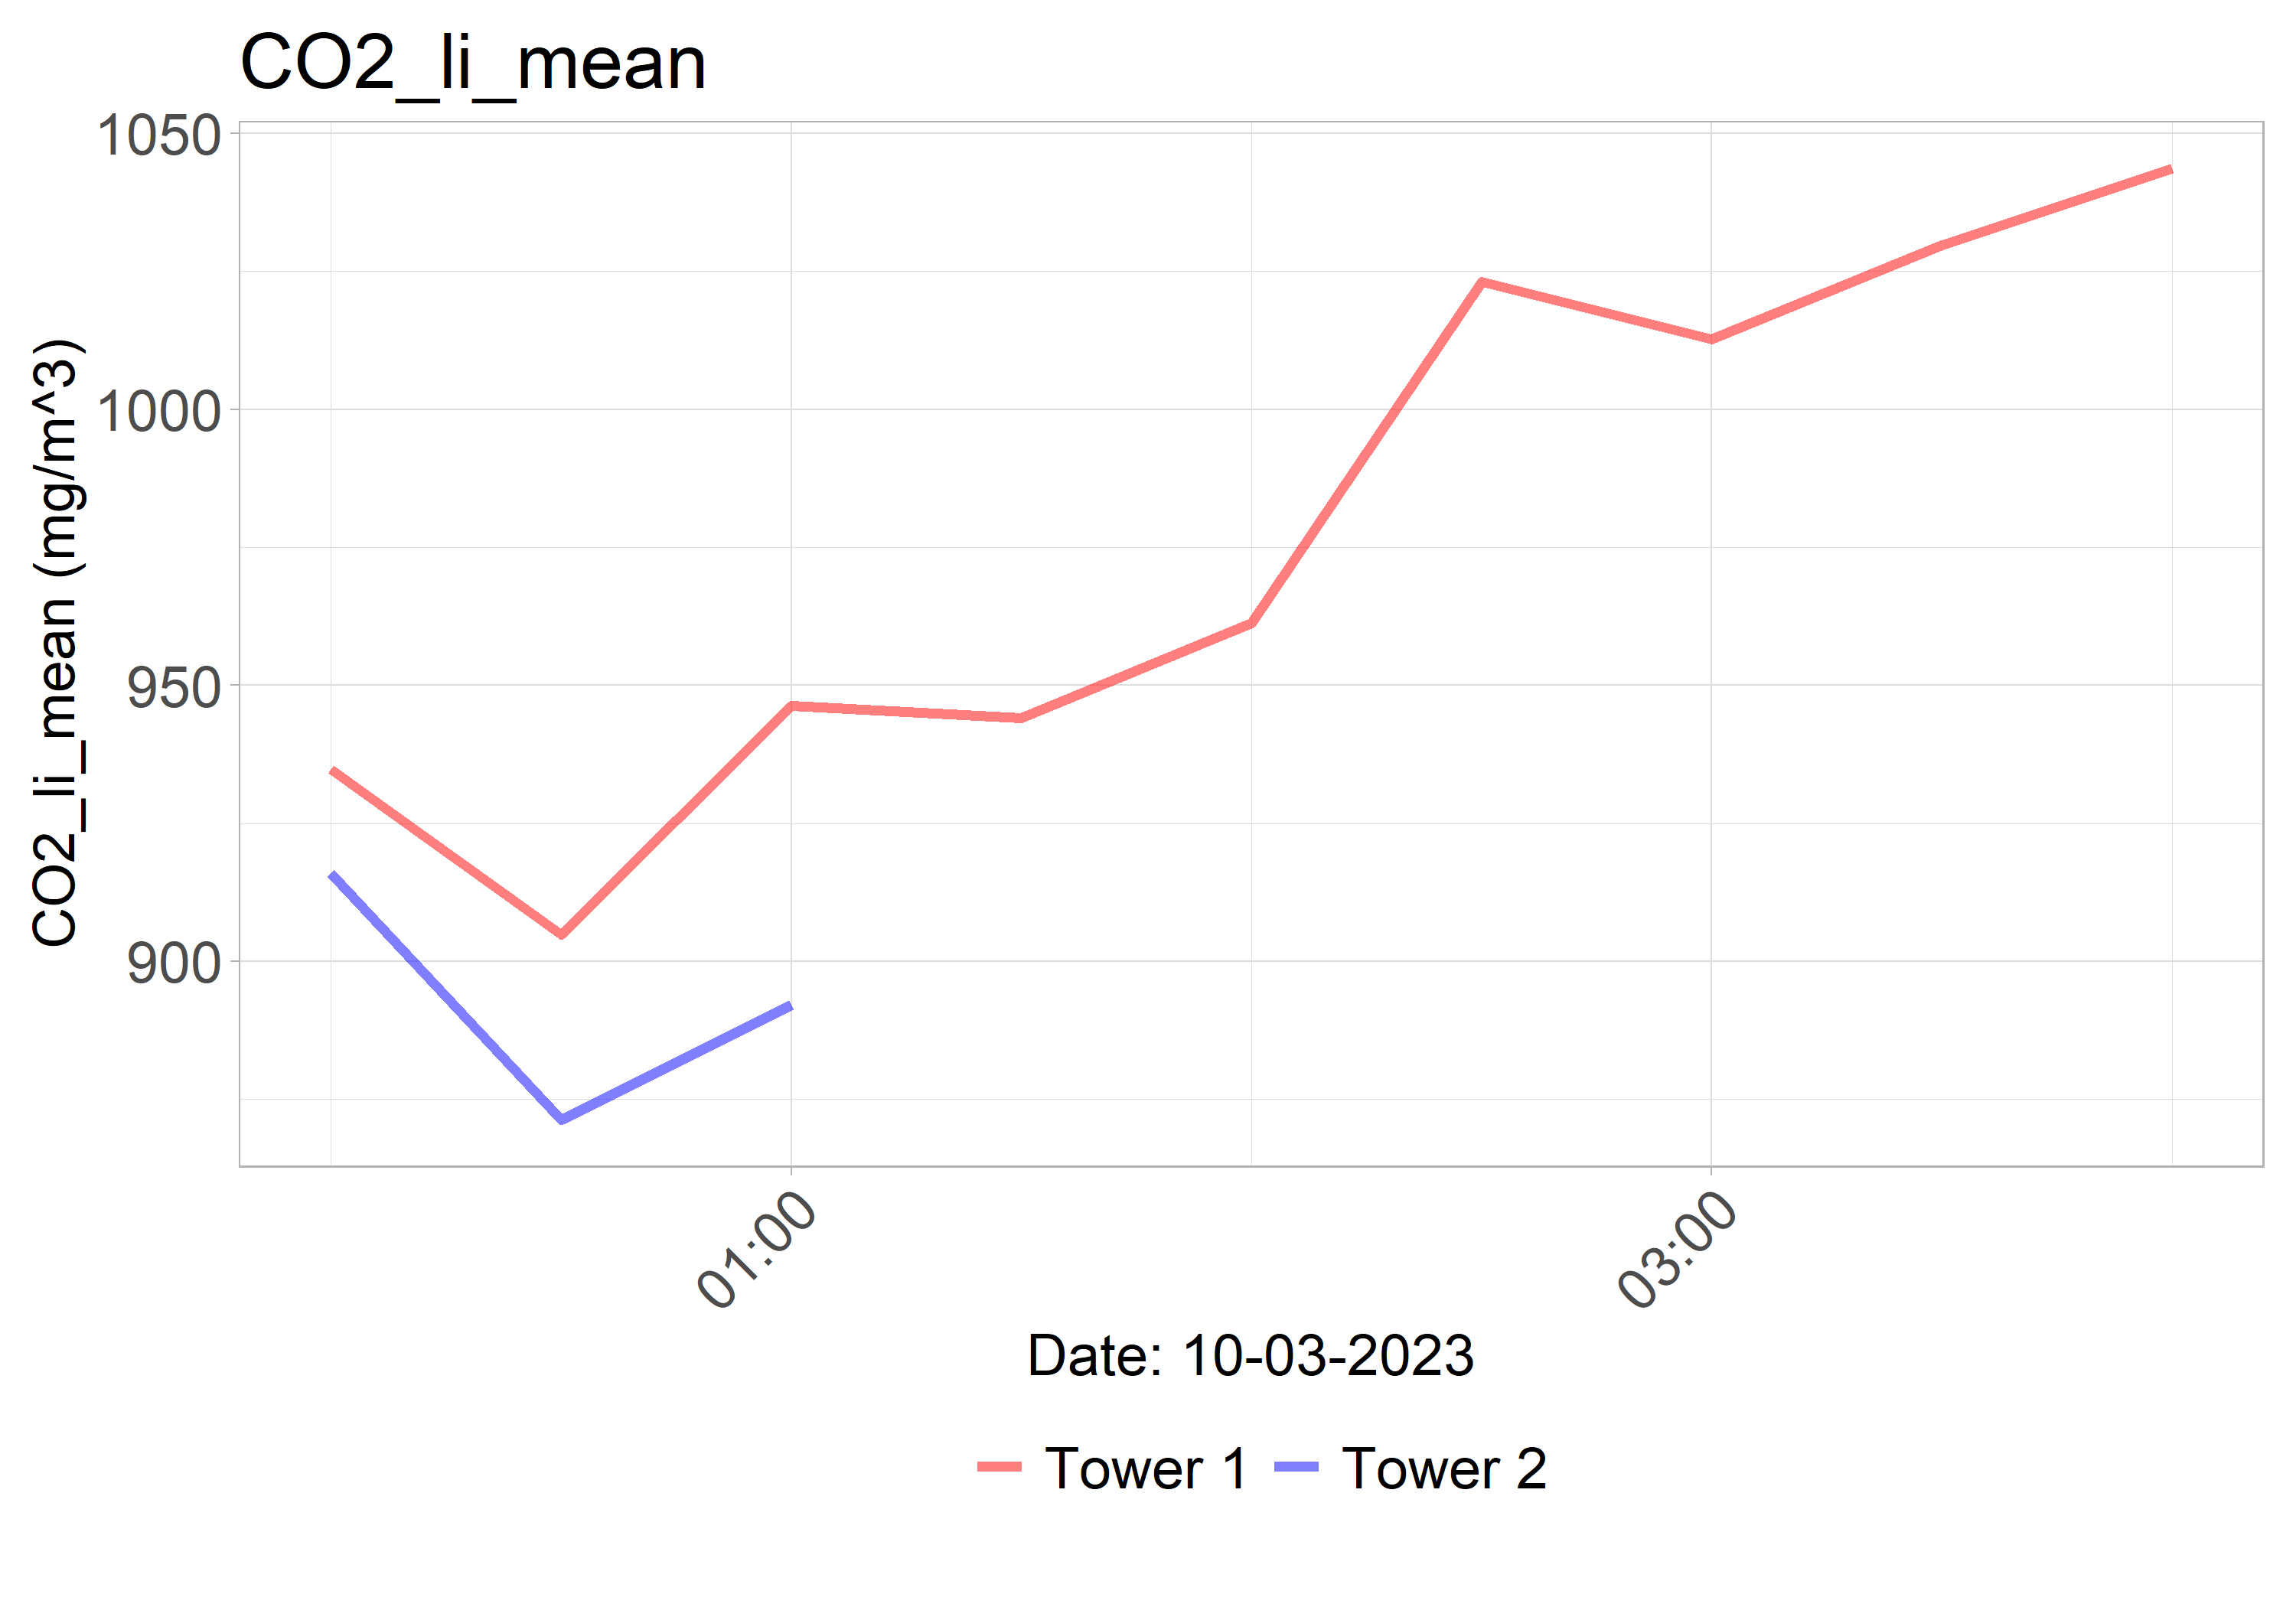 CO2_li_mean
1050
1000
950
900
CO2_li_mean (mg/m^3)
01:00
03:00
Date: 10-03-2023
Tower 1
Tower 2